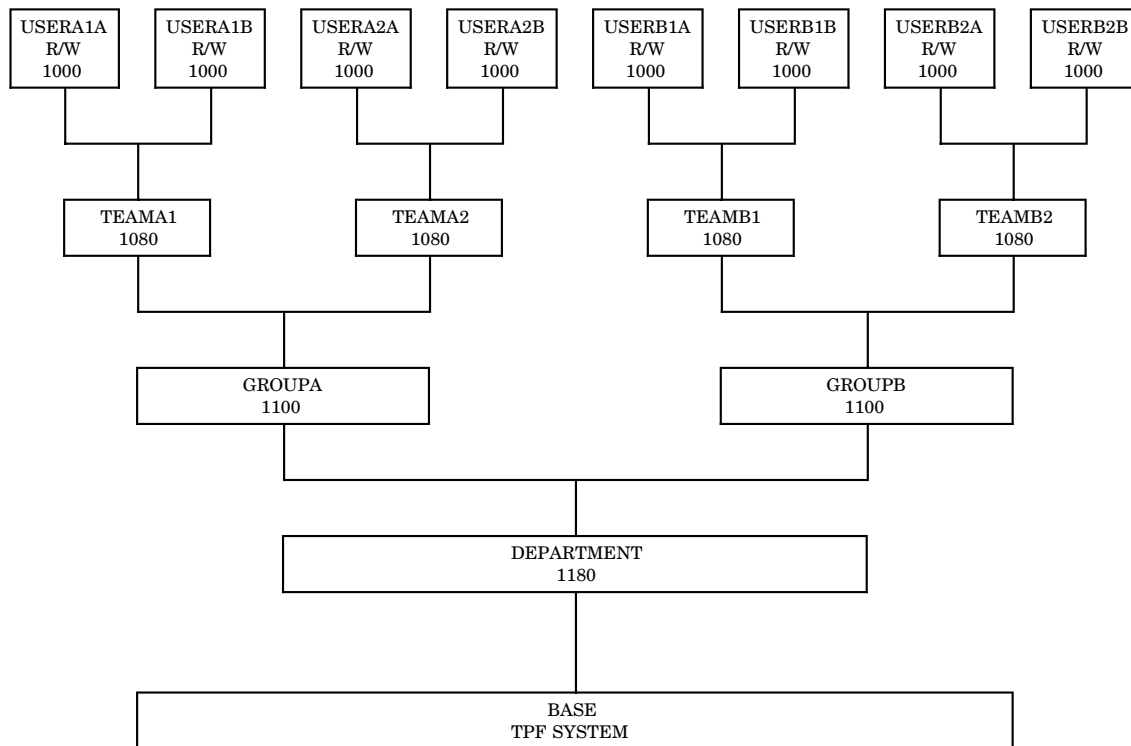 USERA1A
R/W
1000
USERA1B
R/W
1000
USERA2A
R/W
1000
USERA2B
R/W
1000
USERB1A
R/W
1000
USERB1B
R/W
1000
USERB2A
R/W
1000
USERB2B
R/W
1000
TEAMA1
1080
TEAMA2
1080
TEAMB1
1080
TEAMB2
1080
GROUPA
1100
GROUPB
1100
DEPARTMENT
1180
BASE
TPF SYSTEM